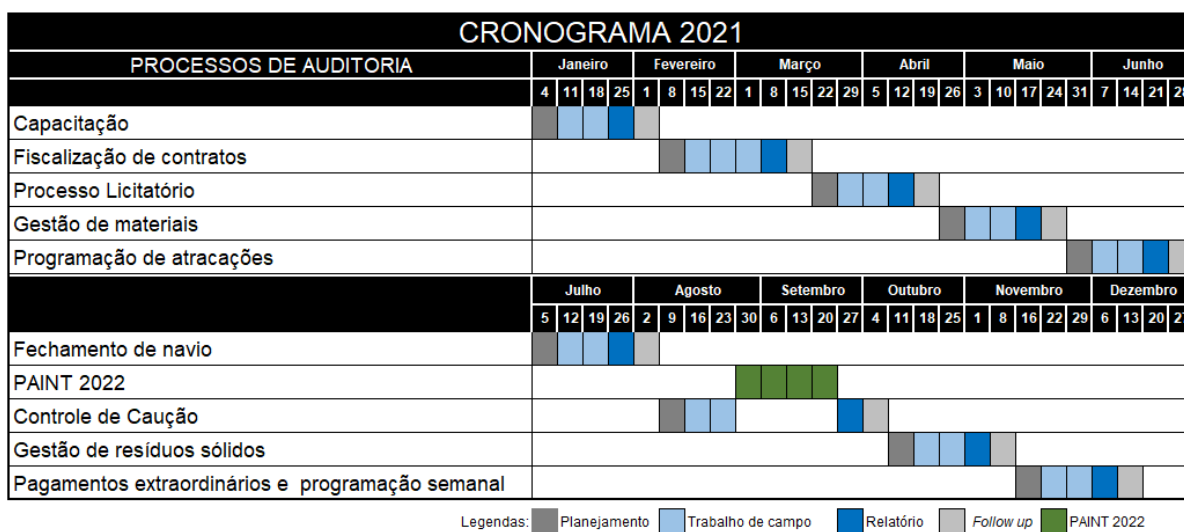 CRONOGRAMA 2021
PROCESSOS DE AUDITORIA Janeiro Fevereiro Março Abril Maio Junho
4 11 18 25 1 8 15 22 1 8 15 22 29 5 12 19 26 3 10 17 24 31 7 14 21 28
Capacitação
Fiscalização de contratos
Processo Licitatório
Gestão de materiais
Programação de atracações
Julho Agosto Setembro Outubro Novembro Dezembro
5 12 19 26 2 9 16 23 30 6 13 20 27 4 11 18 25 1 8 16 22 29 6 13 20 27
Fechamento de navio
PAINT 2022
Controle de Caução
Gestão de resíduos sólidos
Pagamentos extraordinários e programação semanal
Legendas: Planejamento Trabalho de campo Relatório Follow up PAINT 2022